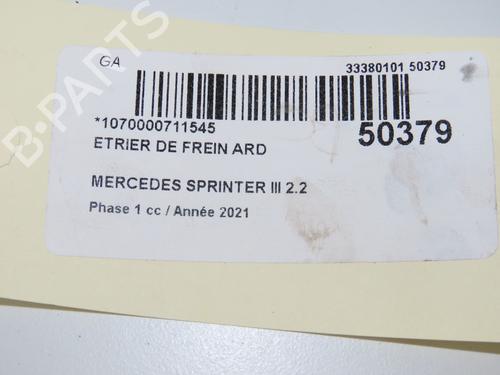 GA
33380101 50379
*1070000711545
50379
ETRIER DE FREIN ARD
MERCEDES SPRINTER III 2.2
Phase 1 cc / Année 2021
B-PARTS